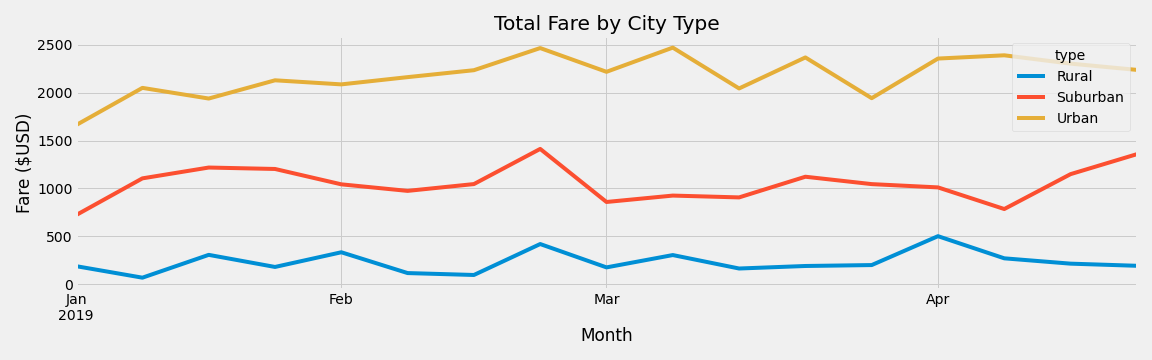 Total Fare by City Type
Fare ($USD)
2500
2000
1500
1000
500
0
type
Rural
Suburban
Urban
Jan
2019
Feb
Mar
Apr
Month